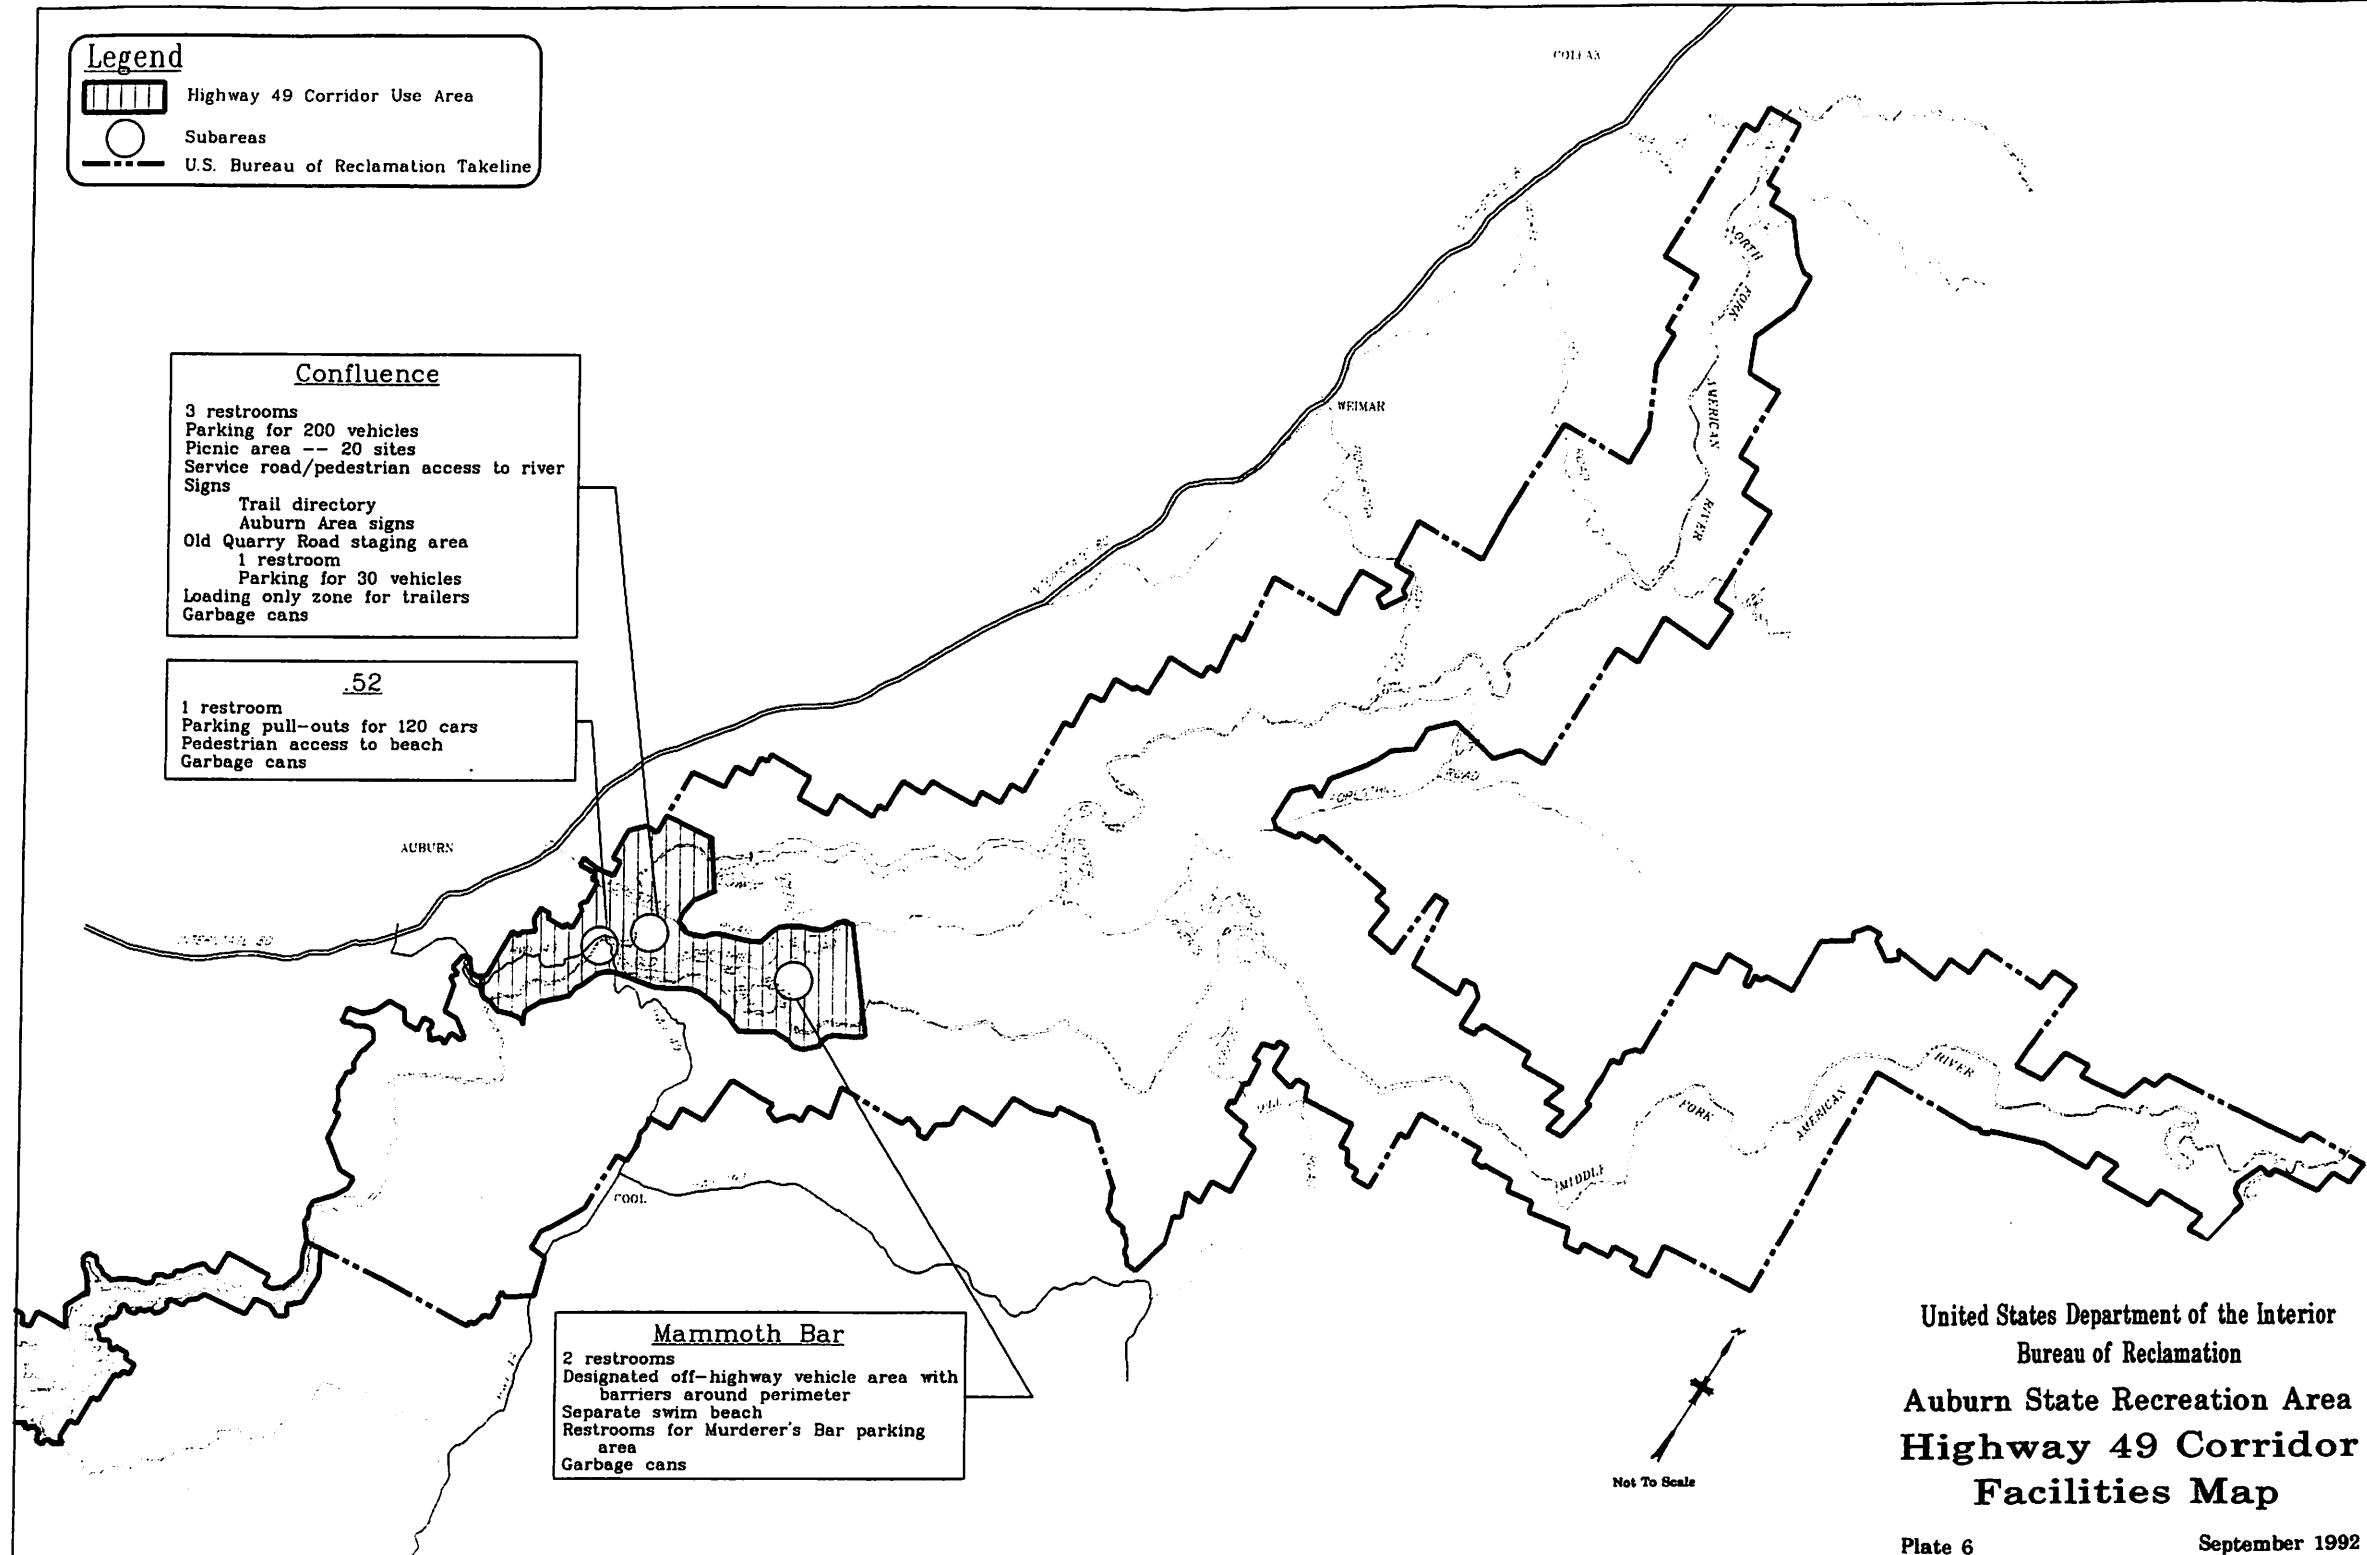 Legend
Highway 49 Corridor Use Area
Subareas
U.S. Bureau of Reclamation Takeline
COLFAX
WEIMAR
NORTH
FORK
AMERICAN
RIVER
Confluence
3 restrooms
Parking for 200 vehicles
Picnic area -- 20 sites
Service road/pedestrian access to river
Signs
Trail directory
Auburn Area signs
Old Quarry Road staging area
1 restroom
Parking for 30 vehicles
Loading only zone for trailers
Garbage cans
.52
1 restroom
Parking pull-outs for 120 cars
Pedestrian access to beach
Garbage cans
AUBURN
INTERSTATE 80
ROAD
COOL
MIDDLE
FORK
AMERICAN
RIVER
Mammoth Bar
2 restrooms
Designated off-highway vehicle area with
barriers around perimeter
Separate swim beach
Restrooms for Murderer's Bar parking
area
Garbage cans
N
Not To Scale
United States Department of the Interior
Bureau of Reclamation
Auburn State Recreation Area
Highway 49 Corridor
Facilities Map
Plate 6
September 1992